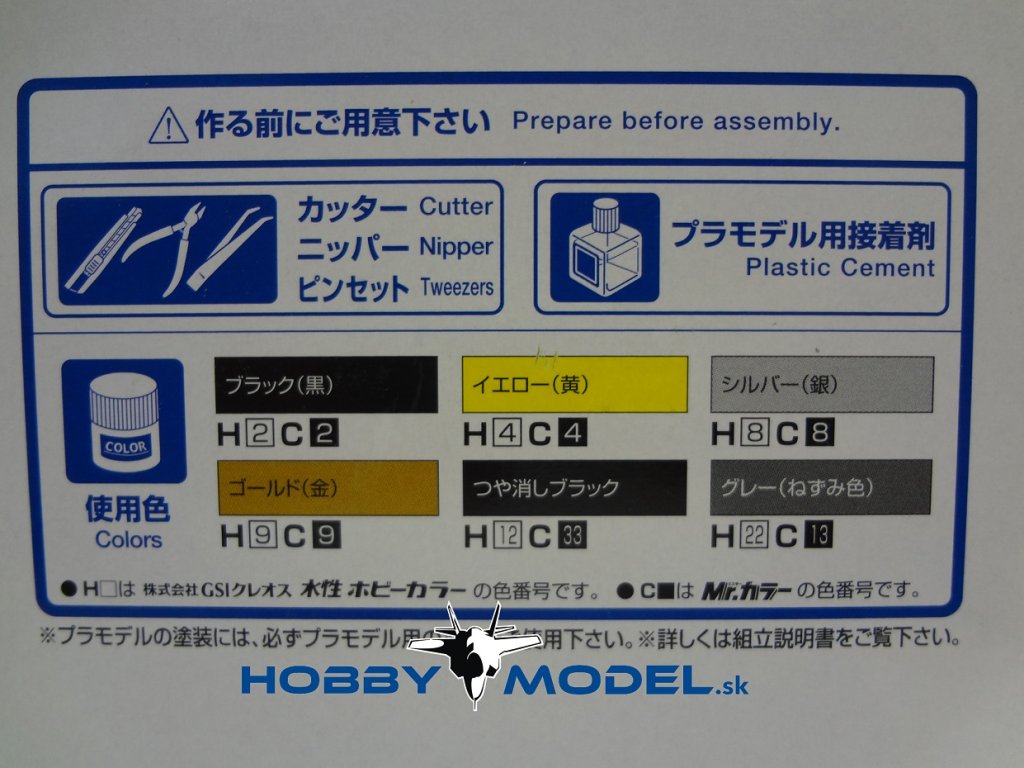 作る前にご用意下さい Prepare before assembly.
カッター Cutter
ニッパー Nipper
ピンセット Tweezers
プラモデル用接着剤
Plastic Cement
COLOR
使用色
Colors
ブラック(黒)
H2 C2
イエロー(黄)
H4 C4
シルバー(銀)
H8 C8
ゴールド(金)
H9 C9
つや消しブラック
H12 C33
グレー(ねずみ色)
H22 C13
●H□は 株式会社GSIクレオス 水性ホビーカラー の色番号です。 ●C■は Mr.カラー の色番号です。
※プラモデルの塗装には、必ずプラモデル用の 使用下さい。※詳しくは組立説明書をご覧下さい。
HOBBY MODEL.sk